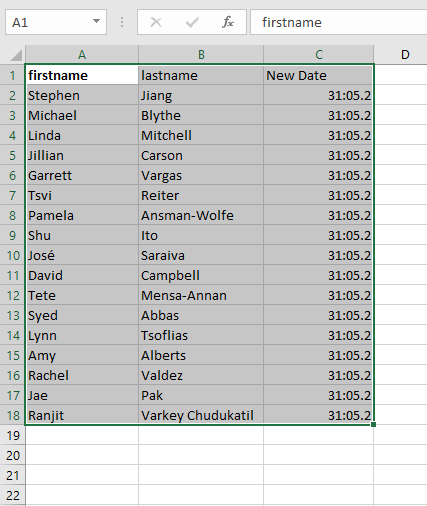 A1 fx firstname
A B C D
1 firstname lastname New Date
2 Stephen Jiang 31:05.2
3 Michael Blythe 31:05.2
4 Linda Mitchell 31:05.2
5 Jillian Carson 31:05.2
6 Garrett Vargas 31:05.2
7 Tsvi Reiter 31:05.2
8 Pamela Ansman-Wolfe 31:05.2
9 Shu Ito 31:05.2
10 José Saraiva 31:05.2
11 David Campbell 31:05.2
12 Tete Mensa-Annan 31:05.2
13 Syed Abbas 31:05.2
14 Lynn Tsoflias 31:05.2
15 Amy Alberts 31:05.2
16 Rachel Valdez 31:05.2
17 Jae Pak 31:05.2
18 Ranjit Varkey Chudukatil 31:05.2
19
20
21
22